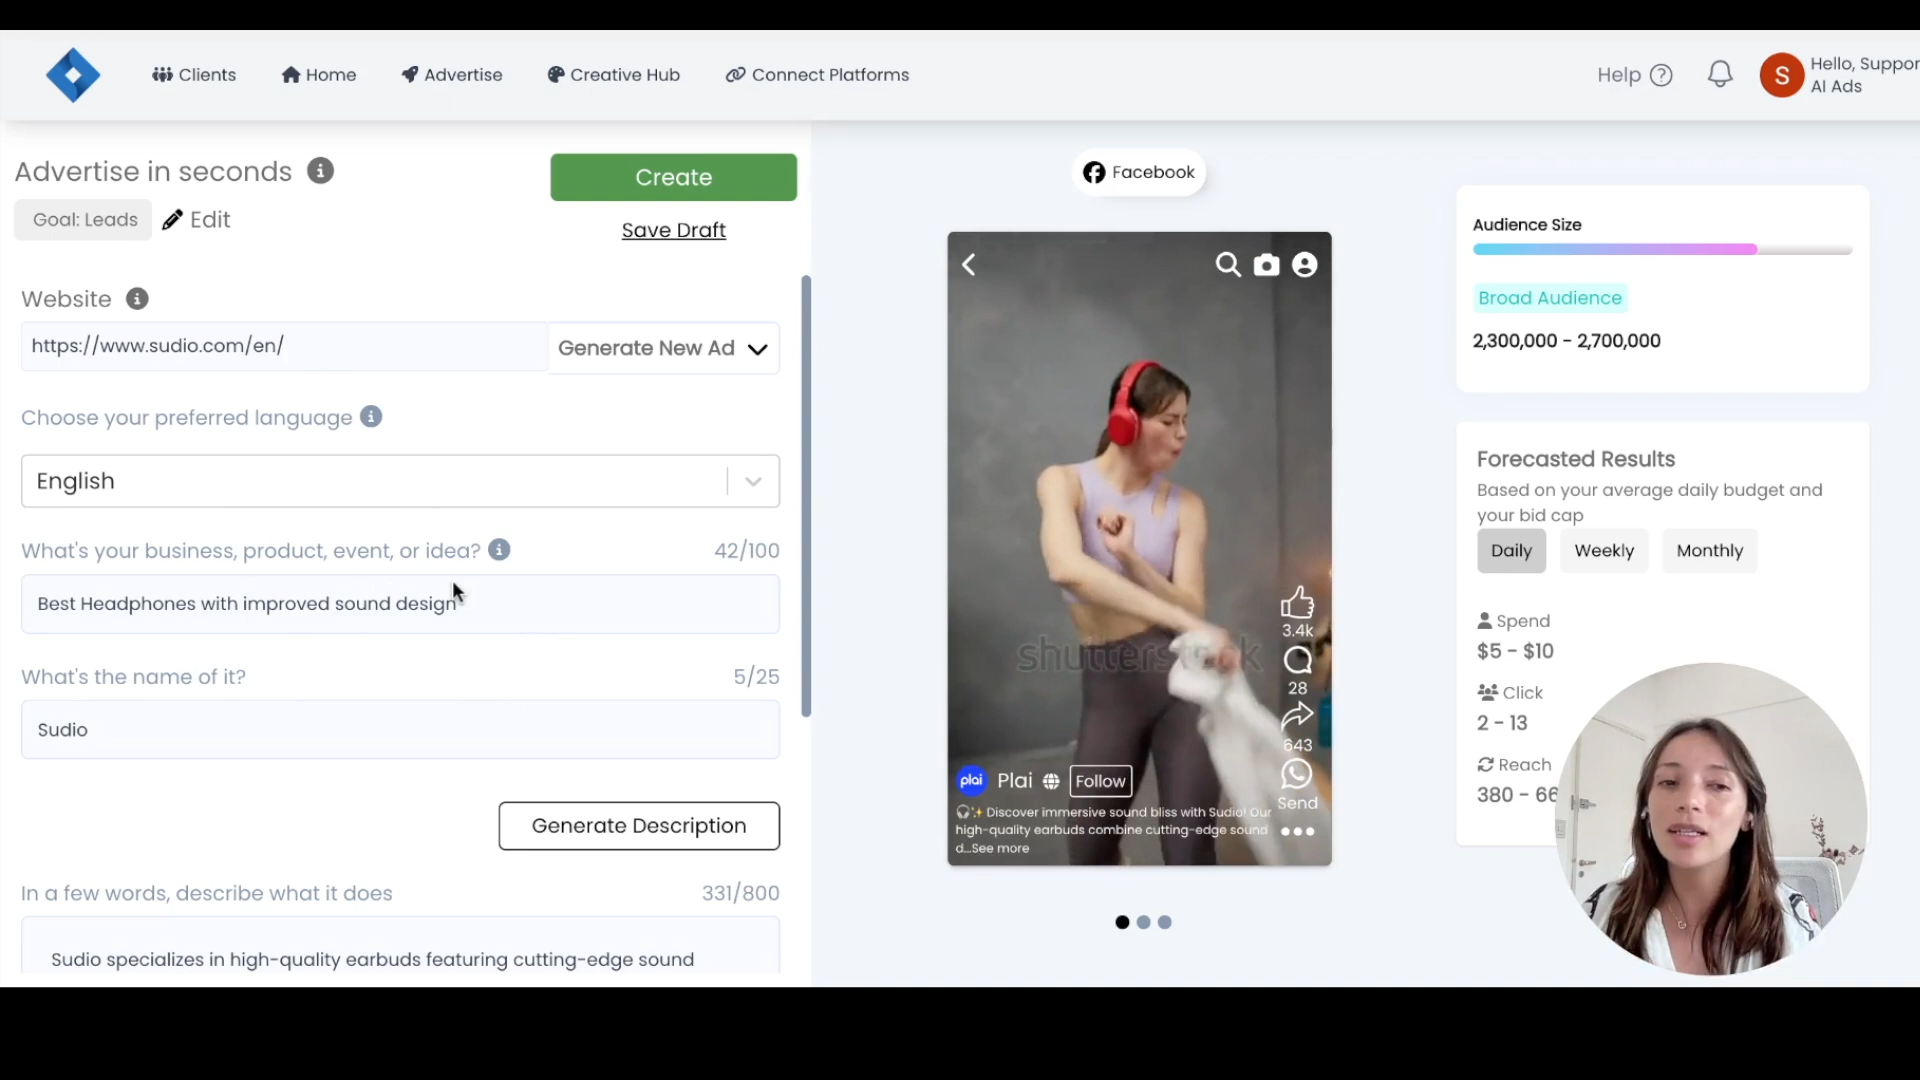 Clients
Home
Advertise
Creative Hub
Connect Platforms
Help ?
S
Hello, Suppor
AI Ads
Advertise in seconds
Create
Goal: Leads
Edit
Save Draft
Website
https://www.sudio.com/en/
Generate New Ad
Choose your preferred language
English
What's your business, product, event, or idea?
42/100
Best Headphones with improved sound design
What's the name of it?
5/25
Sudio
Generate Description
In a few words, describe what it does
331/800
Sudio specializes in high-quality earbuds featuring cutting-edge sound
Facebook
shutterstock
3.4k
28
643
Send
plai
Plai
Follow
Discover immersive sound bliss with Sudio! Our
high-quality earbuds combine cutting-edge sound
d...See more
Audience Size
Broad Audience
2,300,000 - 2,700,000
Forecasted Results
Based on your average daily budget and
your bid cap
Daily
Weekly
Monthly
Spend
$5 - $10
Click
2 - 13
Reach
380 - 66